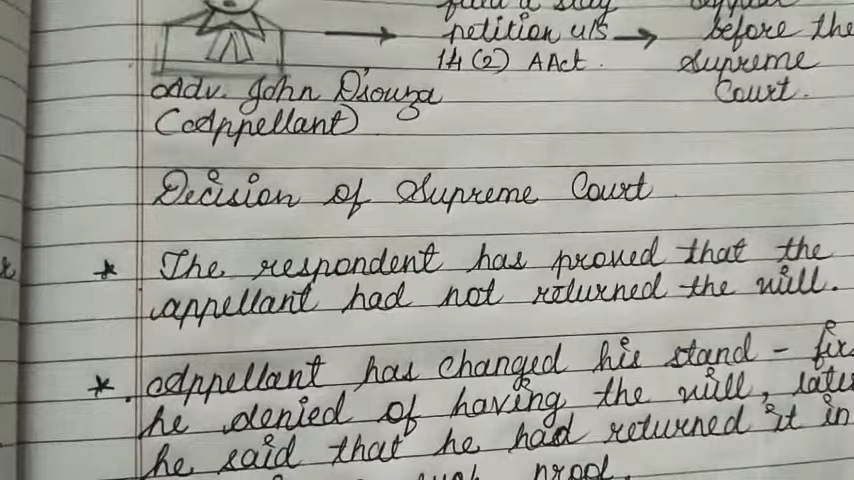 petition u/s before the
14(2) AAct. Supreme
Adv. John D'souza Court.
(Appellant)
Decision of Supreme Court
* The respondent has proved that the
appellant had not returned the will.
* Appellant has changed his stand -
he denied of having the will,
he said that he had returned it in
proof.